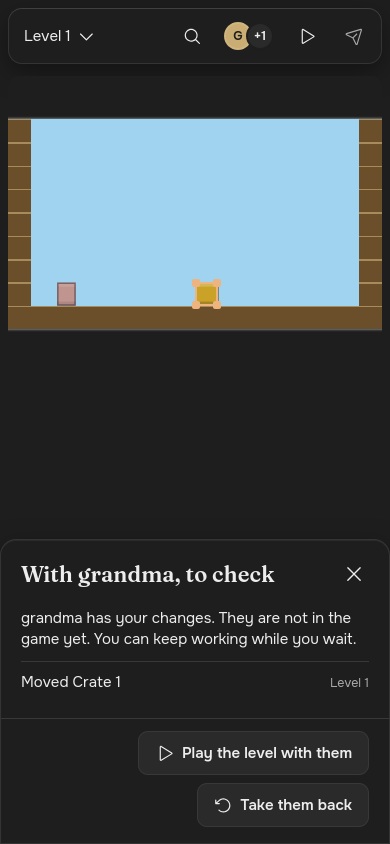 Level 1
G
+1
With grandma, to check
grandma has your changes. They are not in the
game yet. You can keep working while you wait.
Moved Crate 1
Level 1
Play the level with them
Take them back